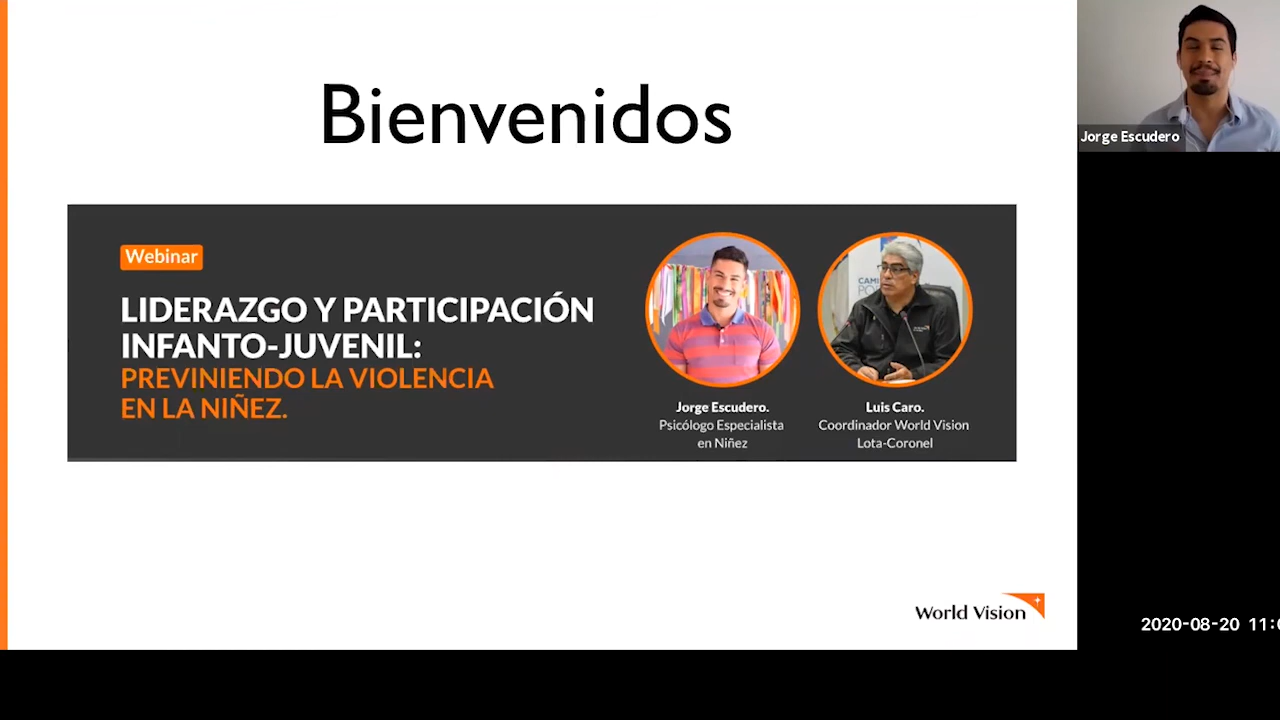 Bienvenidos
Webinar
LIDERAZGO Y PARTICIPACIÓN
INFANTO-JUVENIL:
PREVINIENDO LA VIOLENCIA
EN LA NIÑEZ.
Jorge Escudero.
Psicólogo Especialista
en Niñez
Luis Caro.
Coordinador World Vision
Lota-Coronel
World Vision
Jorge Escudero
2020-08-20 11: